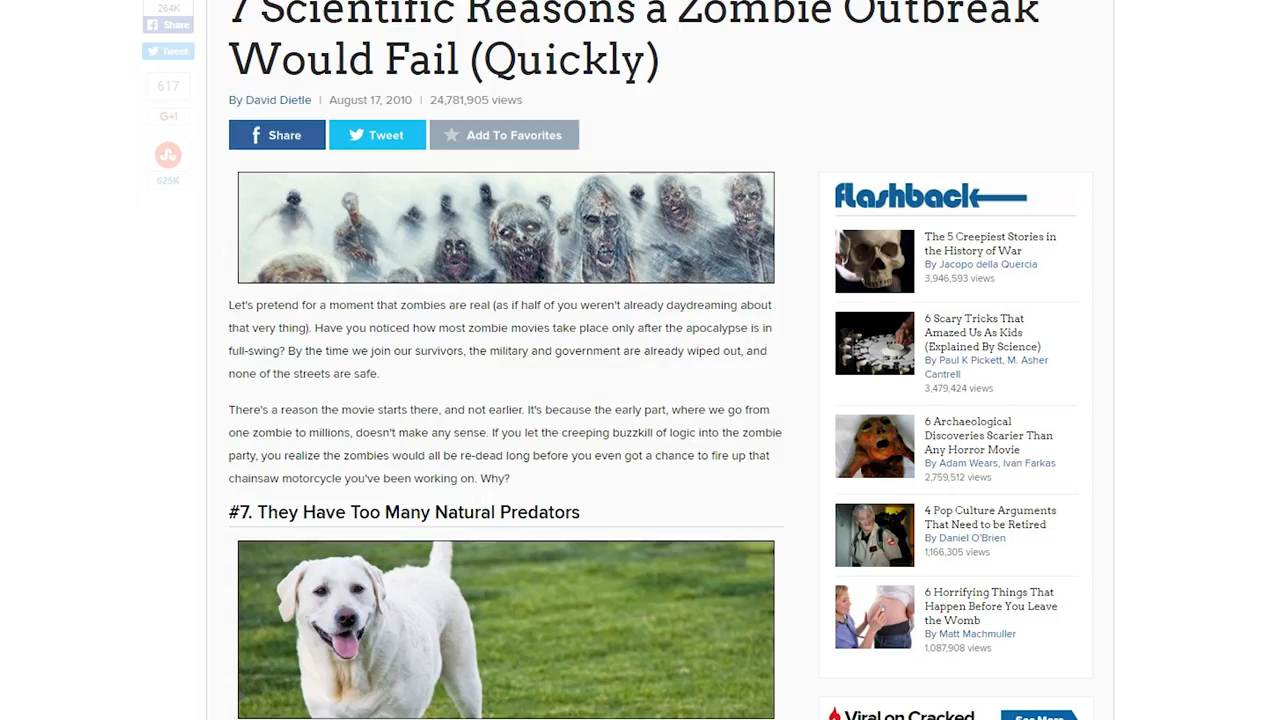 264K
Share
Tweet
617
G+1
625K
7 Scientific Reasons a Zombie Outbreak
Would Fail (Quickly)
By David Dietle | August 17, 2010 | 24,781,905 views
Share
Tweet
Add To Favorites
Let's pretend for a moment that zombies are real (as if half of you weren't already daydreaming about
that very thing). Have you noticed how most zombie movies take place only after the apocalypse is in
full-swing? By the time we join our survivors, the military and government are already wiped out, and
none of the streets are safe.
There's a reason the movie starts there, and not earlier. It's because the early part, where we go from
one zombie to millions, doesn't make any sense. If you let the creeping buzzkill of logic into the zombie
party, you realize the zombies would all be re-dead long before you even got a chance to fire up that
chainsaw motorcycle you've been working on. Why?
#7. They Have Too Many Natural Predators
flashback
The 5 Creepiest Stories in
the History of War
By Jacopo della Quercia
3,946,593 views
6 Scary Tricks That
Amazed Us As Kids
(Explained By Science)
By Paul K Pickett, M. Asher
Cantrell
3,479,424 views
6 Archaeological
Discoveries Scarier Than
Any Horror Movie
By Adam Wears, Ivan Farkas
2,759,512 views
4 Pop Culture Arguments
That Need to be Retired
By Daniel O'Brien
1,166,305 views
6 Horrifying Things That
Happen Before You Leave
the Womb
By Matt Machmuller
1,087,908 views
Viral on Cracked
See More